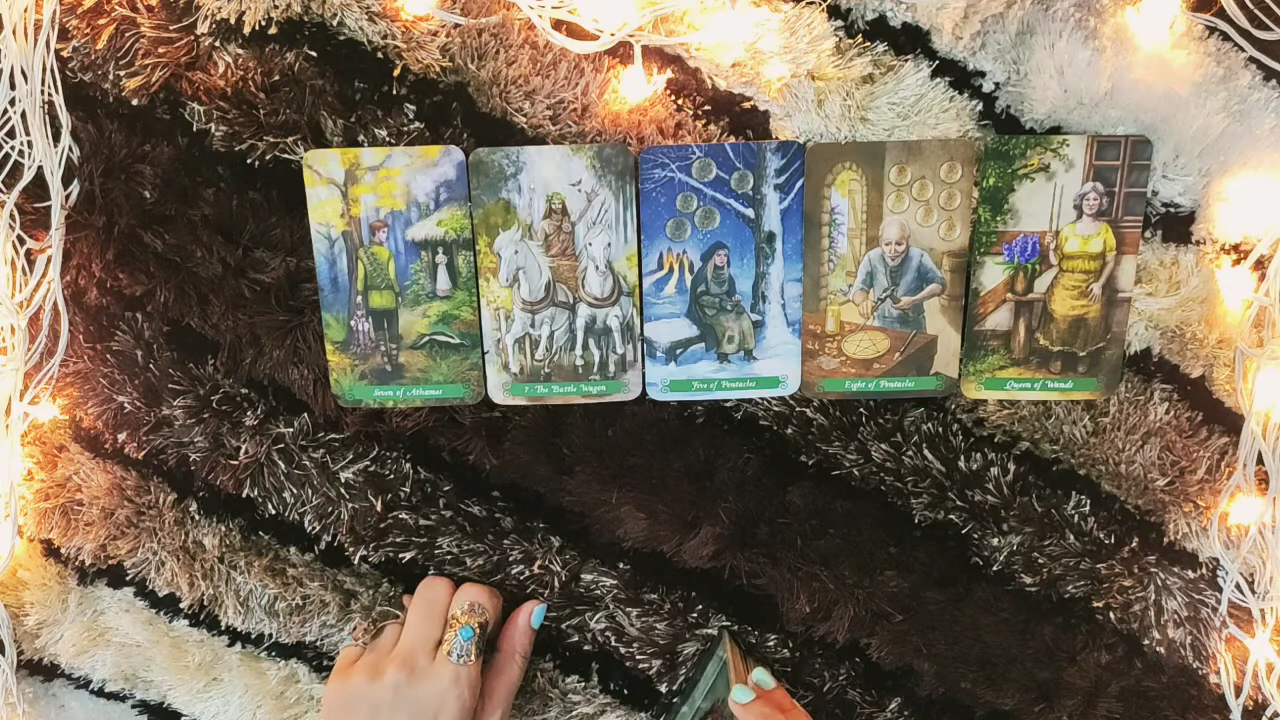 Seven of Athames
7 - The Battle Wagon
Five of Pentacles
Eight of Pentacles
Queen of Wands